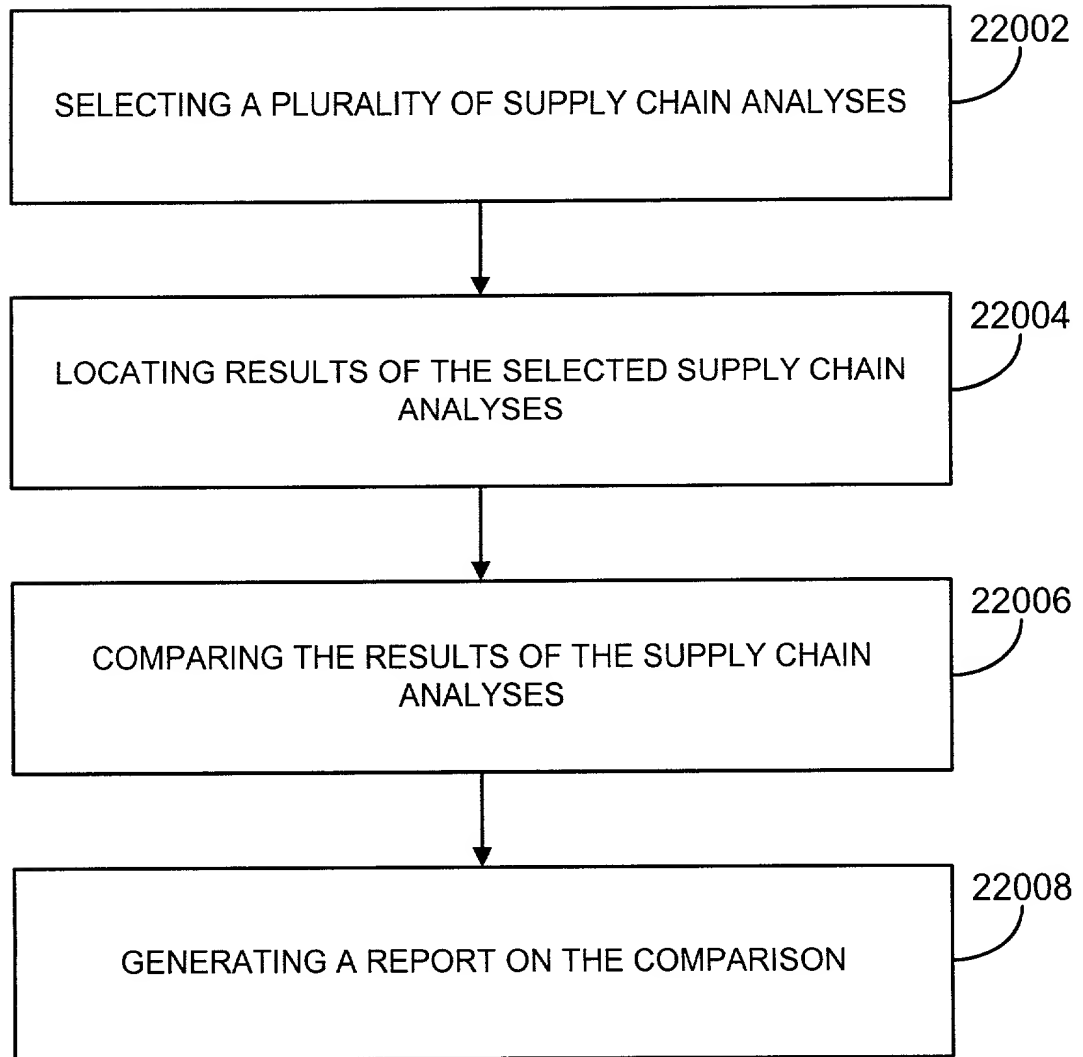 22002
SELECTING A PLURALITY OF SUPPLY CHAIN ANALYSES
22004
LOCATING RESULTS OF THE SELECTED SUPPLY CHAIN
ANALYSES
22006
COMPARING THE RESULTS OF THE SUPPLY CHAIN
ANALYSES
22008
GENERATING A REPORT ON THE COMPARISON